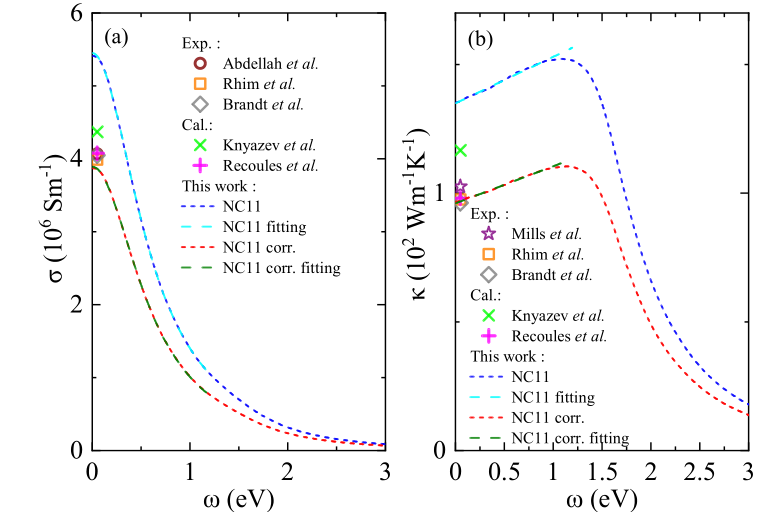 (a)
Exp. :
Abdellah et al.
Rhim et al.
Brandt et al.
Cal.:
Knyazev et al.
Recoules et al.
This work :
NC11
NC11 fitting
NC11 corr.
NC11 corr. fitting
σ (10⁶ Sm⁻¹)
6
4
2
0
0 1 2 3
ω (eV)
(b)
Exp. :
Mills et al.
Rhim et al.
Brandt et al.
Cal.:
Knyazev et al.
Recoules et al.
This work :
NC11
NC11 fitting
NC11 corr.
NC11 corr. fitting
κ (10² Wm⁻¹K⁻¹)
1
0
0 0.5 1 1.5 2 2.5 3
ω (eV)